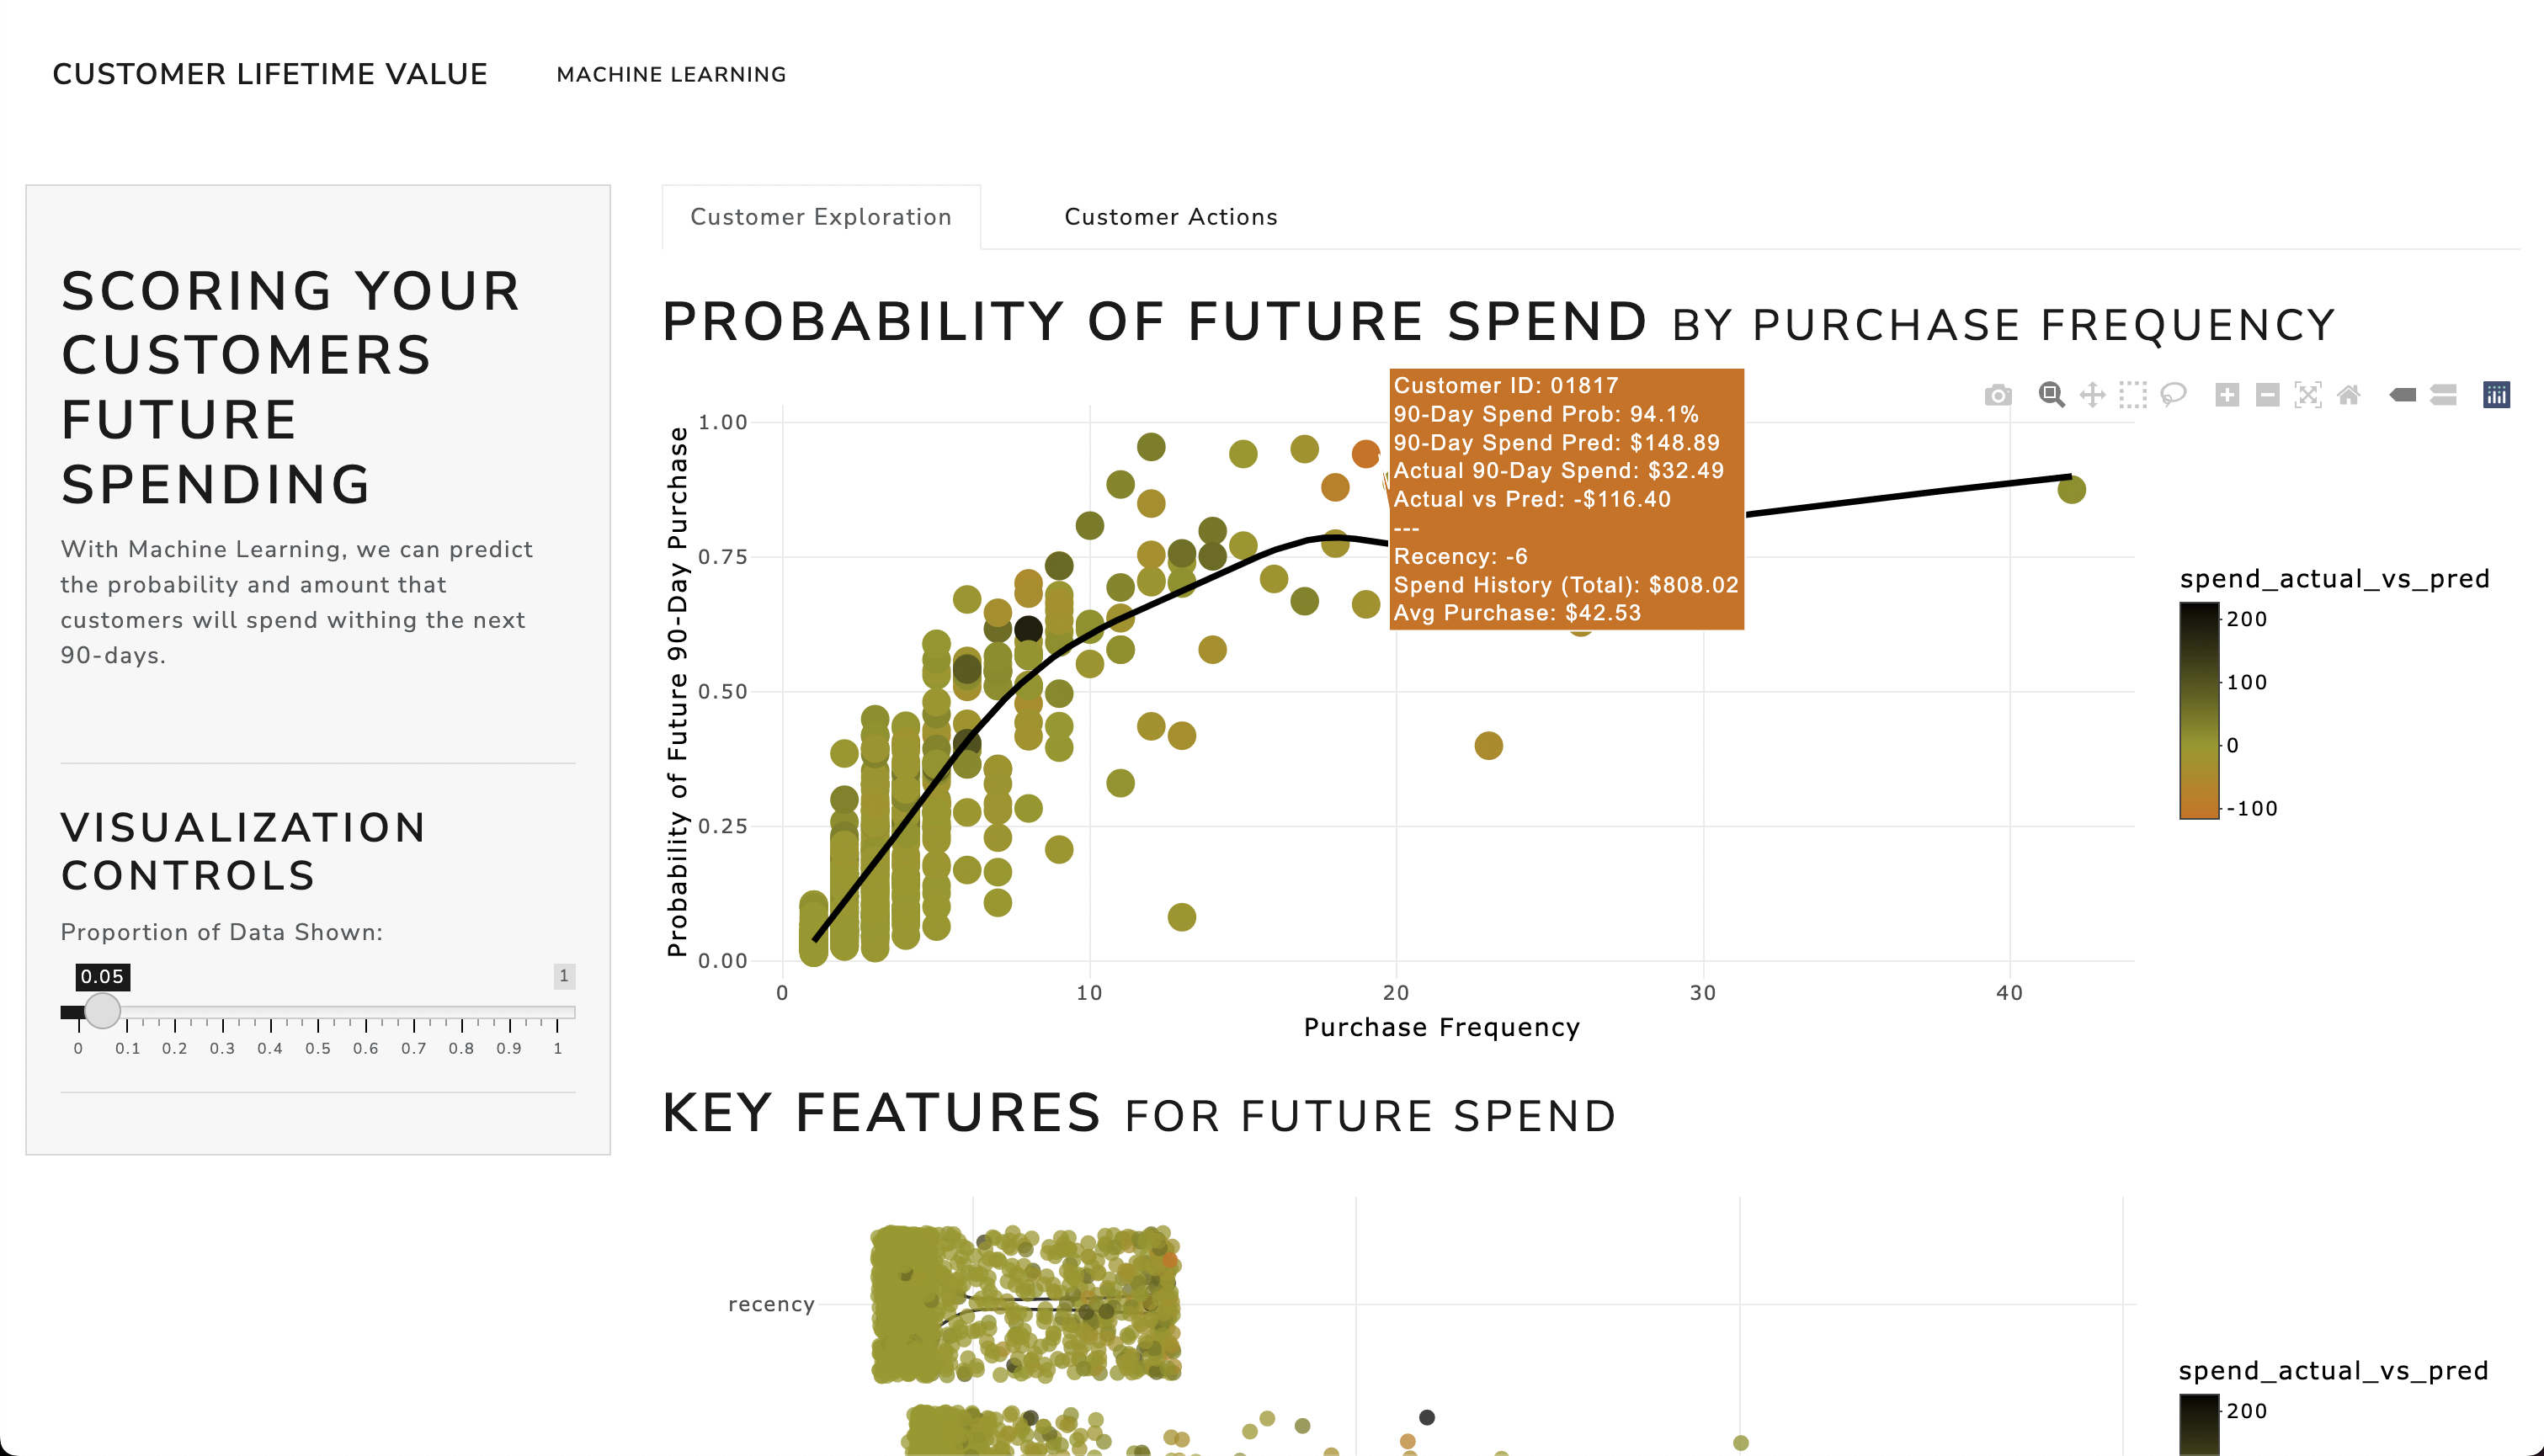 CUSTOMER LIFETIME VALUE
MACHINE LEARNING
SCORING YOUR
CUSTOMERS
FUTURE
SPENDING
With Machine Learning, we can predict
the probability and amount that
customers will spend withing the next
90-days.
VISUALIZATION
CONTROLS
Proportion of Data Shown:
0.05
1
0 0.1 0.2 0.3 0.4 0.5 0.6 0.7 0.8 0.9 1
Customer Exploration
Customer Actions
PROBABILITY OF FUTURE SPEND BY PURCHASE FREQUENCY
Probability of Future 90-Day Purchase
1.00
0.75
0.50
0.25
0.00
Customer ID: 01817
90-Day Spend Prob: 94.1%
90-Day Spend Pred: $148.89
Actual 90-Day Spend: $32.49
Actual vs Pred: -$116.40
---
Recency: -6
Spend History (Total): $808.02
Avg Purchase: $42.53
0 10 20 30 40
Purchase Frequency
spend_actual_vs_pred
200
100
0
-100
KEY FEATURES FOR FUTURE SPEND
recency
spend_actual_vs_pred
200